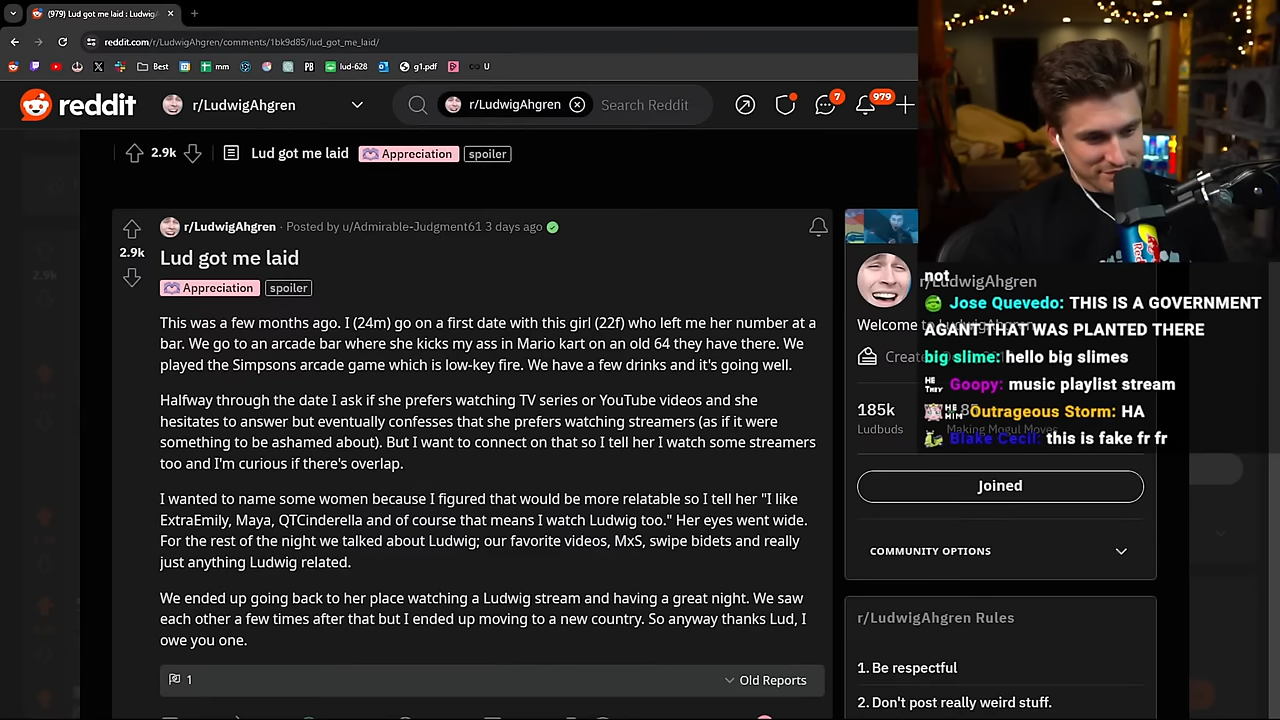 (979) Lud got me laid : Ludwig
reddit.com/r/LudwigAhgren/comments/1bk9d85/lud_got_me_laid/
Best
mm
PB
lud-628
g1.pdf
U
reddit
r/LudwigAhgren
r/LudwigAhgren
Search Reddit
7
979
2.9k
Lud got me laid
Appreciation
spoiler
r/LudwigAhgren · Posted by u/Admirable-Judgment61 3 days ago
2.9k
Lud got me laid
Appreciation
spoiler
This was a few months ago. I (24m) go on a first date with this girl (22f) who left me her number at a
bar. We go to an arcade bar where she kicks my ass in Mario kart on an old 64 they have there. We
played the Simpsons arcade game which is low-key fire. We have a few drinks and it's going well.
Halfway through the date I ask if she prefers watching TV series or YouTube videos and she
hesitates to answer but eventually confesses that she prefers watching streamers (as if it were
something to be ashamed about). But I want to connect on that so I tell her I watch some streamers
too and I'm curious if there's overlap.
I wanted to name some women because I figured that would be more relatable so I tell her "I like
ExtraEmily, Maya, QTCinderella and of course that means I watch Ludwig too." Her eyes went wide.
For the rest of the night we talked about Ludwig; our favorite videos, MxS, swipe bidets and really
just anything Ludwig related.
We ended up going back to her place watching a Ludwig stream and having a great night. We saw
each other a few times after that but I ended up moving to a new country. So anyway thanks Lud, I
owe you one.
1
Old Reports
r/LudwigAhgren
Welcome to r/LudwigAhgren
Create
185k
Ludbuds
85
Making Mogul Moves
Joined
COMMUNITY OPTIONS
r/LudwigAhgren Rules
1. Be respectful
2. Don't post really weird stuff.
not
Jose Quevedo: THIS IS A GOVERNMENT
AGANT THAT WAS PLANTED THERE
big slime: hello big slimes
HE THEY Goopy: music playlist stream
HE HIM Outrageous Storm: HA
Blake Cecil: this is fake fr fr